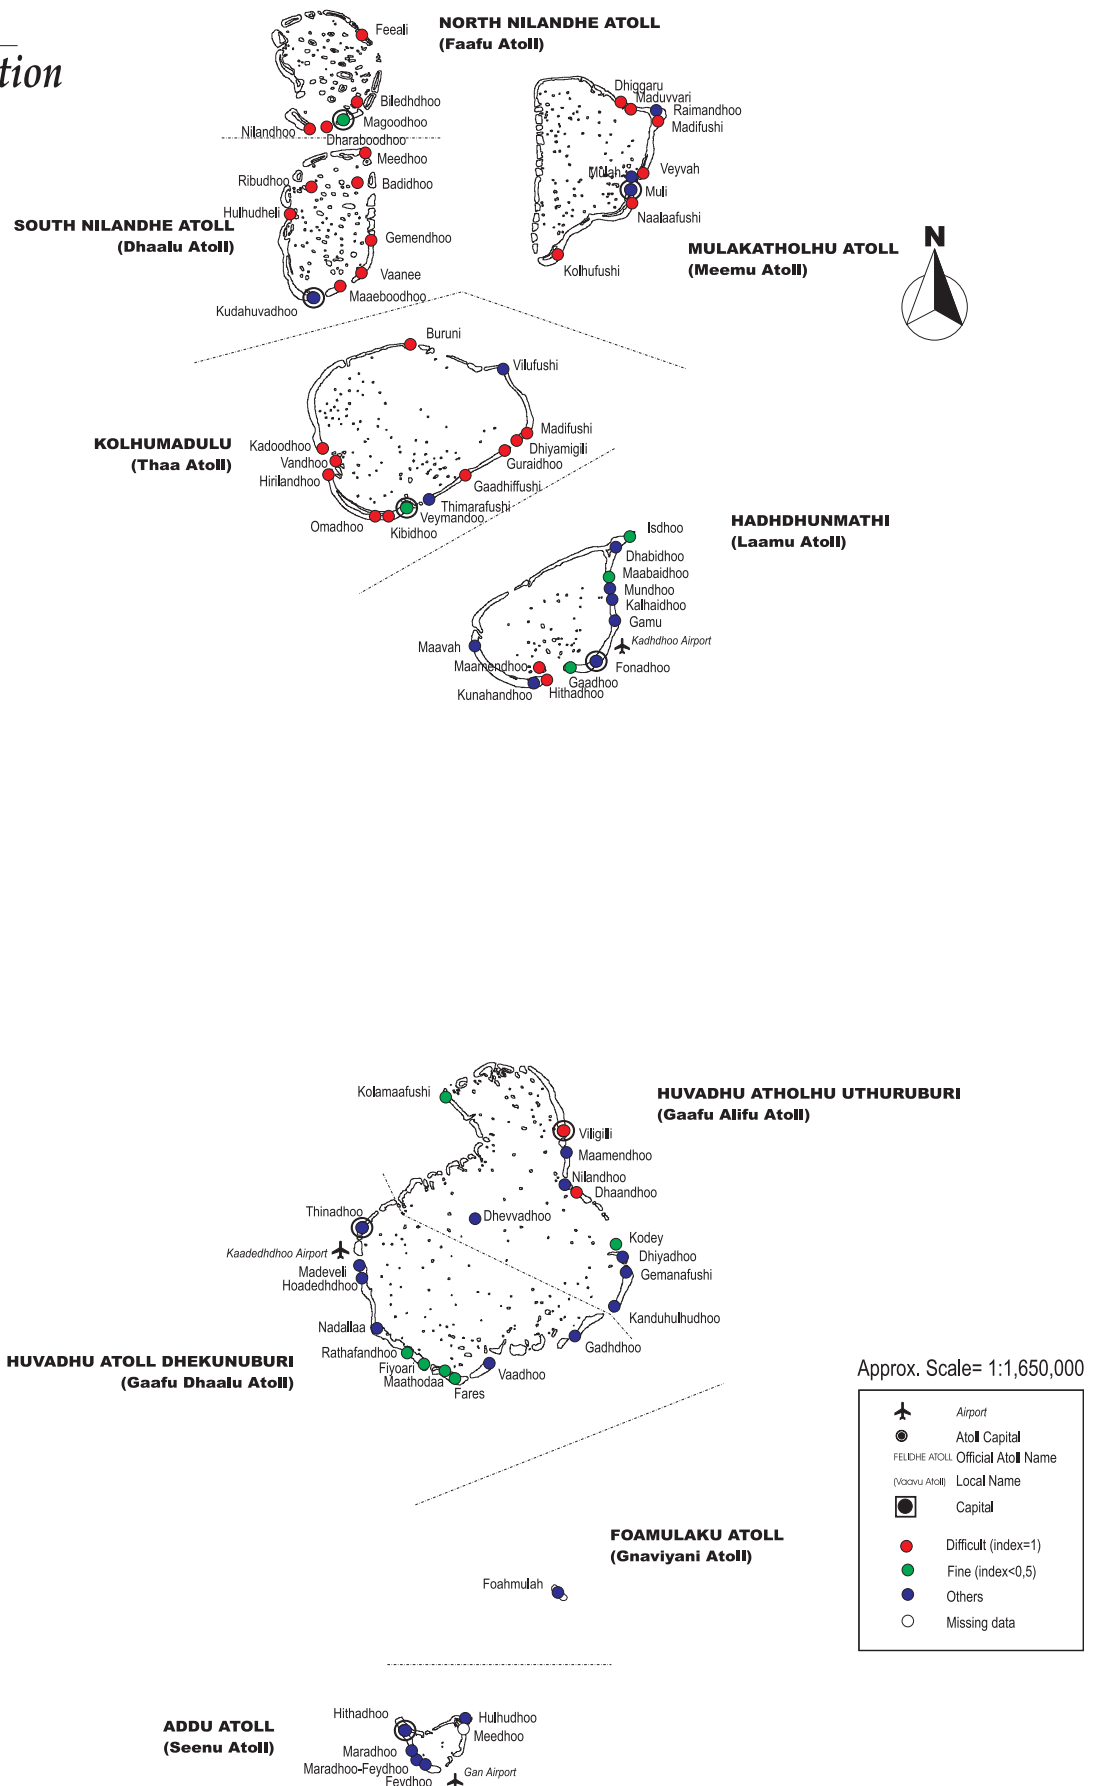 tion
NORTH NILANDHE ATOLL
(Faafu Atoll)
Feeali
Biledhdhoo
Magoodhoo
Nilandhoo
Dharaboodhoo
Meedhoo
Ribudhoo
Badidhoo
Hulhudheli
SOUTH NILANDHE ATOLL
(Dhaalu Atoll)
Gemendhoo
Vaanee
Maaeboodhoo
Kudahuvadhoo
Dhiggaru
Maduvvari
Raimandhoo
Madifushi
Veyvah
Mulah
Muli
Naalaafushi
Kolhufushi
MULAKATHOLHU ATOLL
(Meemu Atoll)
N
Buruni
Vilufushi
KOLHUMADULU
(Thaa Atoll)
Kadoodhoo
Vandhoo
Hirilandhoo
Madifushi
Dhiyamigili
Guraidhoo
Gaadhiffushi
Thimarafushi
Veymandoo
Omadhoo
Kibidhoo
HADHDHUNMATHI
(Laamu Atoll)
Isdhoo
Dhabidhoo
Maabaidhoo
Mundhoo
Kalhaidhoo
Gamu
Kadhdhoo Airport
Maavah
Maamendhoo
Fonadhoo
Gaadhoo
Kunahandhoo
Hithadhoo
Kolamaafushi
HUVADHU ATHOLHU UTHURUBURI
(Gaafu Alifu Atoll)
Viligili
Maamendhoo
Nilandhoo
Dhaandhoo
Thinadhoo
Dhevvadhoo
Kaadedhdhoo Airport
Kodey
Dhiyadhoo
Gemanafushi
Madeveli
Hoadedhdhoo
Kanduhulhudhoo
Nadallaa
Gadhdhoo
Rathafandhoo
HUVADHU ATOLL DHEKUNUBURI
(Gaafu Dhaalu Atoll)
Fiyoari
Maathodaa
Fares
Vaadhoo
Approx. Scale= 1:1,650,000
Airport
Atoll Capital
FELIDHE ATOLL Official Atoll Name
(Vaavu Atoll) Local Name
Capital
Difficult (index=1)
Fine (index<0,5)
Others
Missing data
FOAMULAKU ATOLL
(Gnaviyani Atoll)
Foahmulah
ADDU ATOLL
(Seenu Atoll)
Hithadhoo
Hulhudhoo
Meedhoo
Maradhoo
Maradhoo-Feydhoo
Feydhoo
Gan Airport